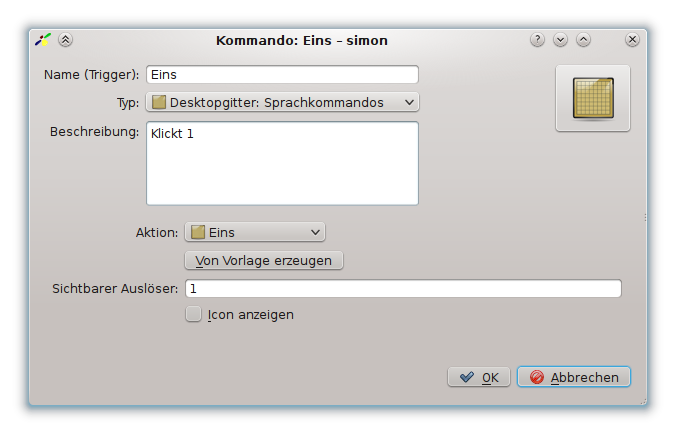 Kommando: Eins – simon
Name (Trigger): Eins
Typ: Desktopgitter: Sprachkommandos
Beschreibung: Klickt 1
Aktion: Eins
Von Vorlage erzeugen
Sichtbarer Auslöser: 1
Icon anzeigen
OK Abbrechen